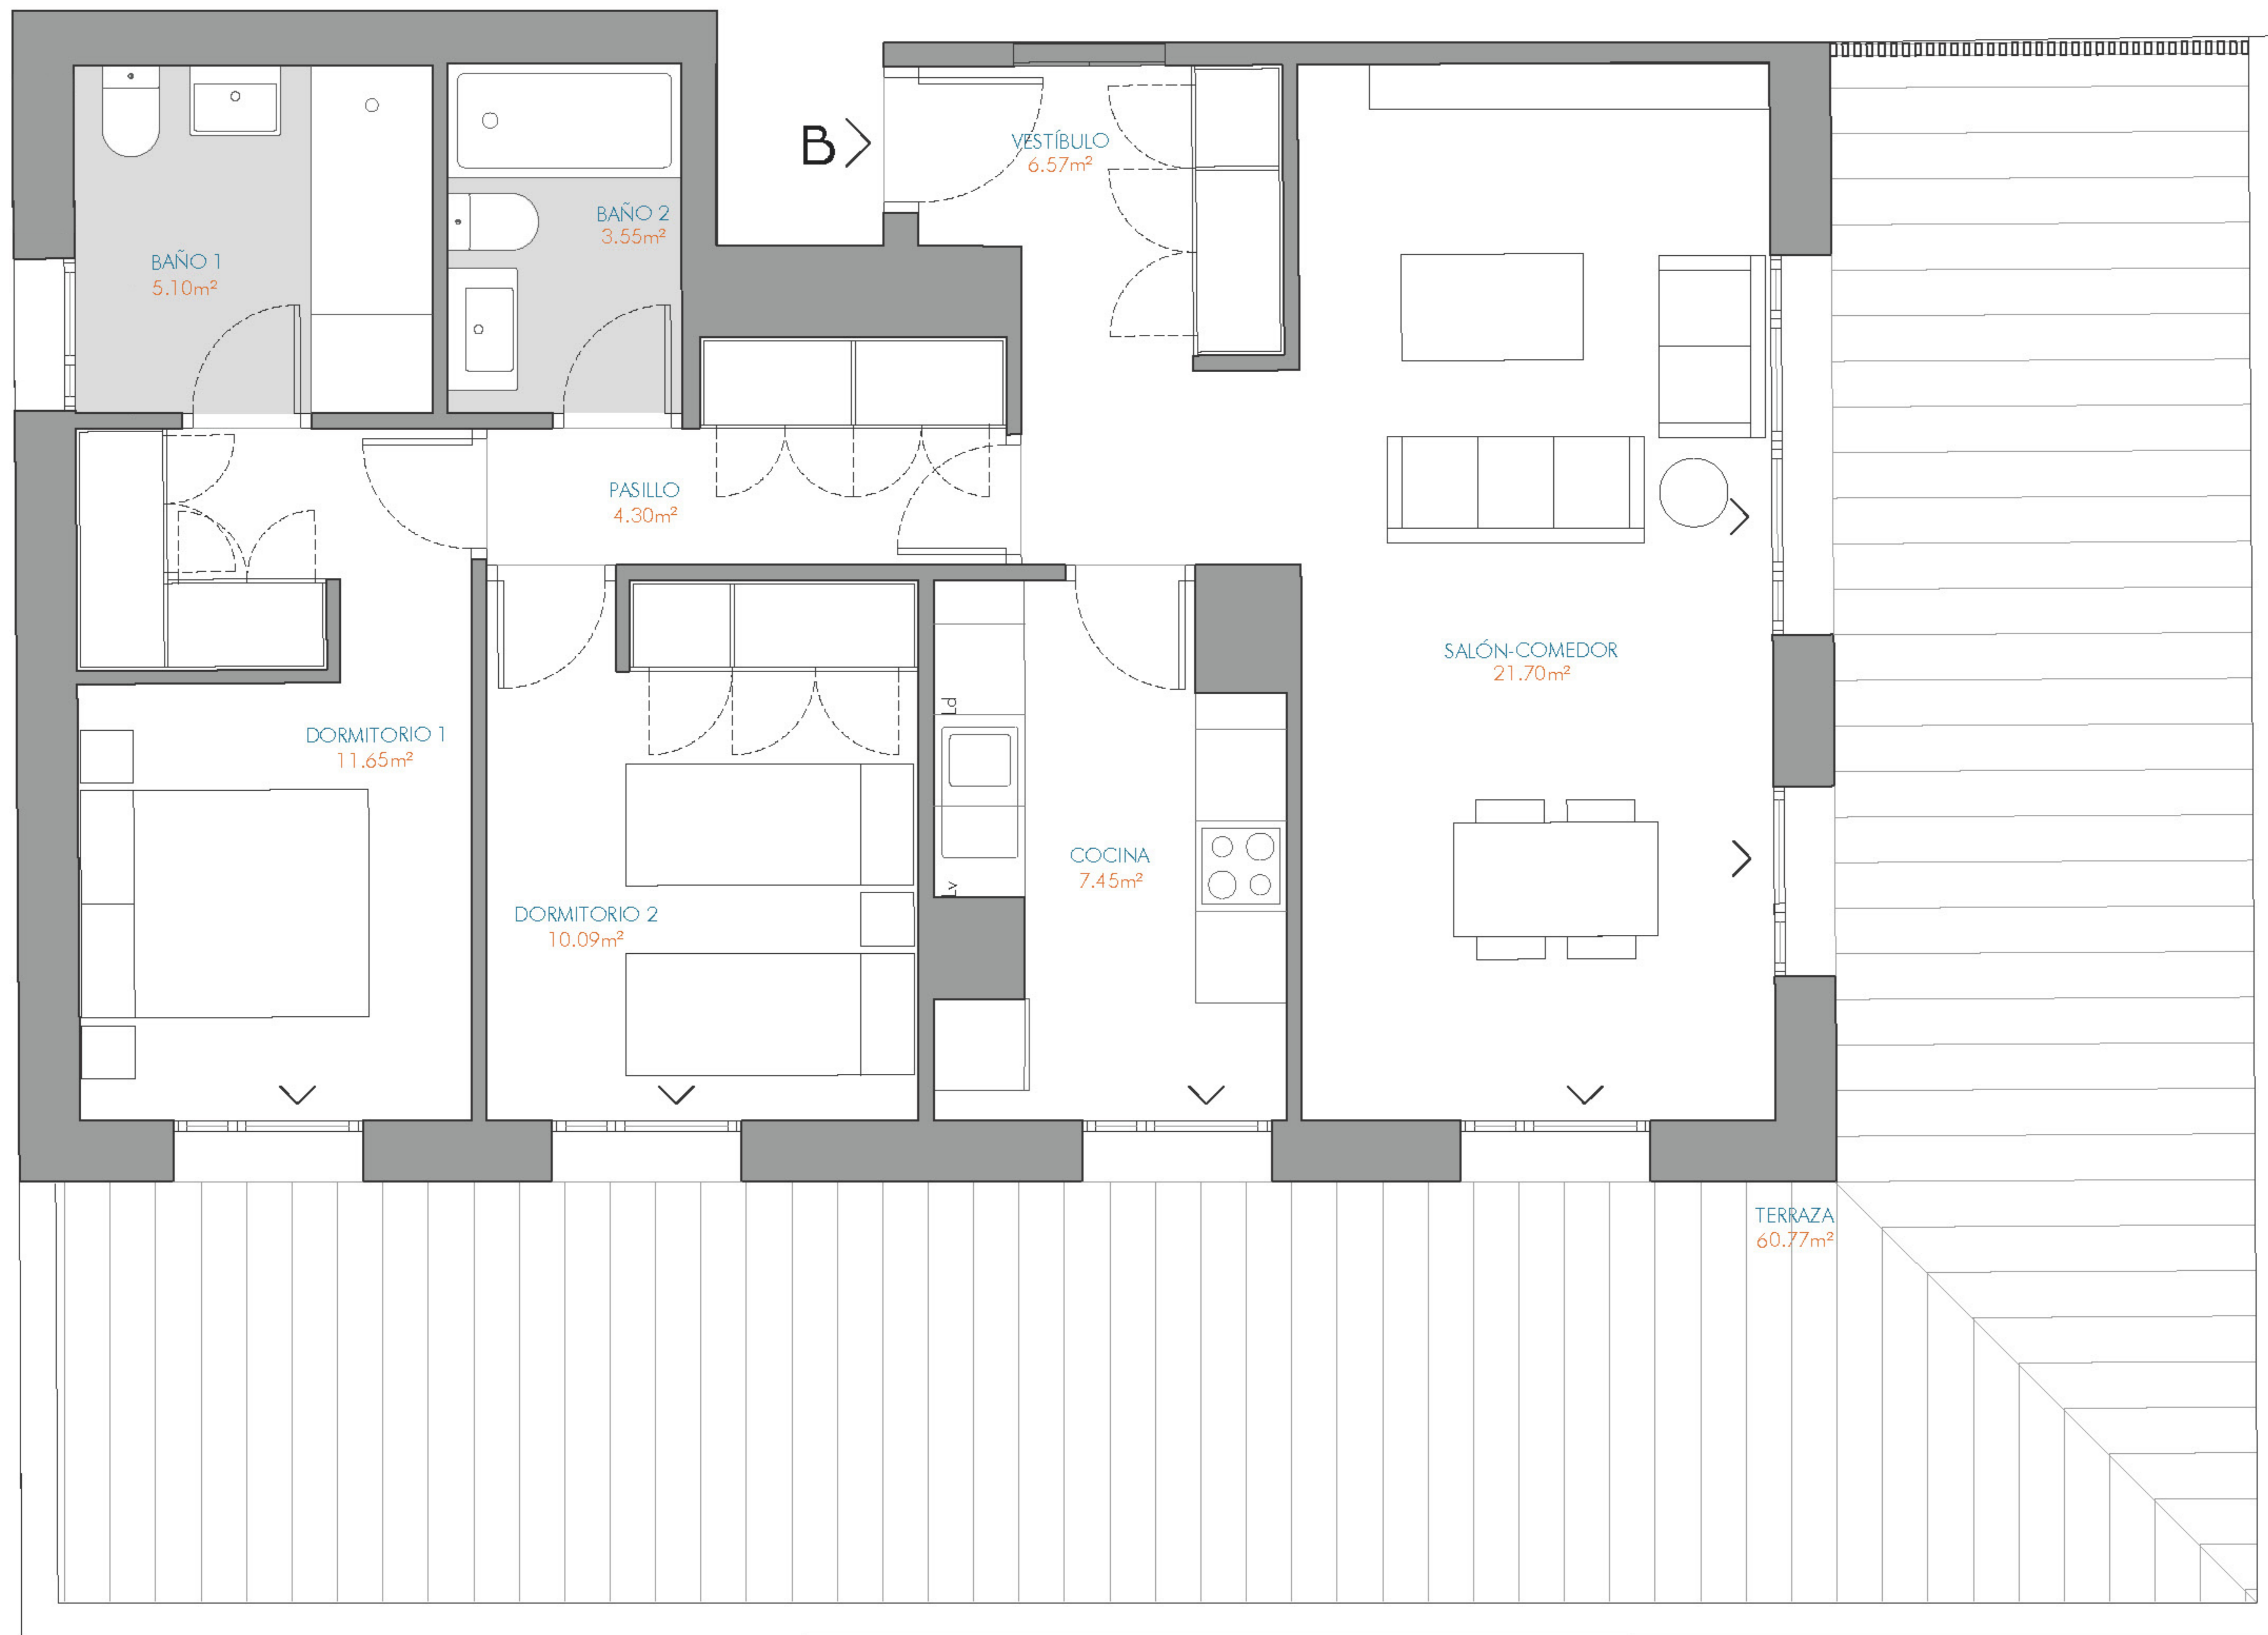 B
VESTÍBULO
6.57m²
BAÑO 2
3.55m²
BAÑO 1
5.10m²
PASILLO
4.30m²
SALÓN-COMEDOR
21.70m²
Ld
DORMITORIO 1
11.65m²
COCINA
7.45m²
Lv
DORMITORIO 2
10.09m²
TERRAZA
60.77m²